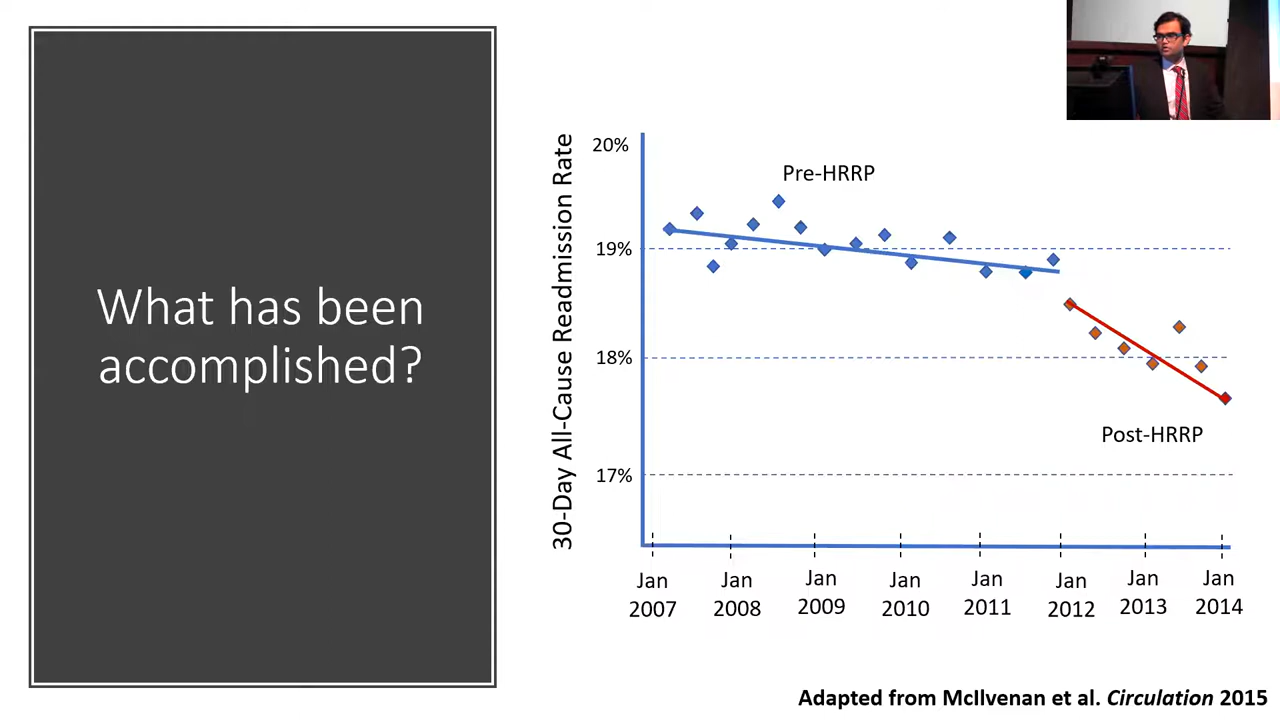 What has been
accomplished?
30-Day All-Cause Readmission Rate
20%
19%
18%
17%
Pre-HRRP
Post-HRRP
Jan 2007
Jan 2008
Jan 2009
Jan 2010
Jan 2011
Jan 2012
Jan 2013
Jan 2014
Adapted from McIlvenan et al. Circulation 2015